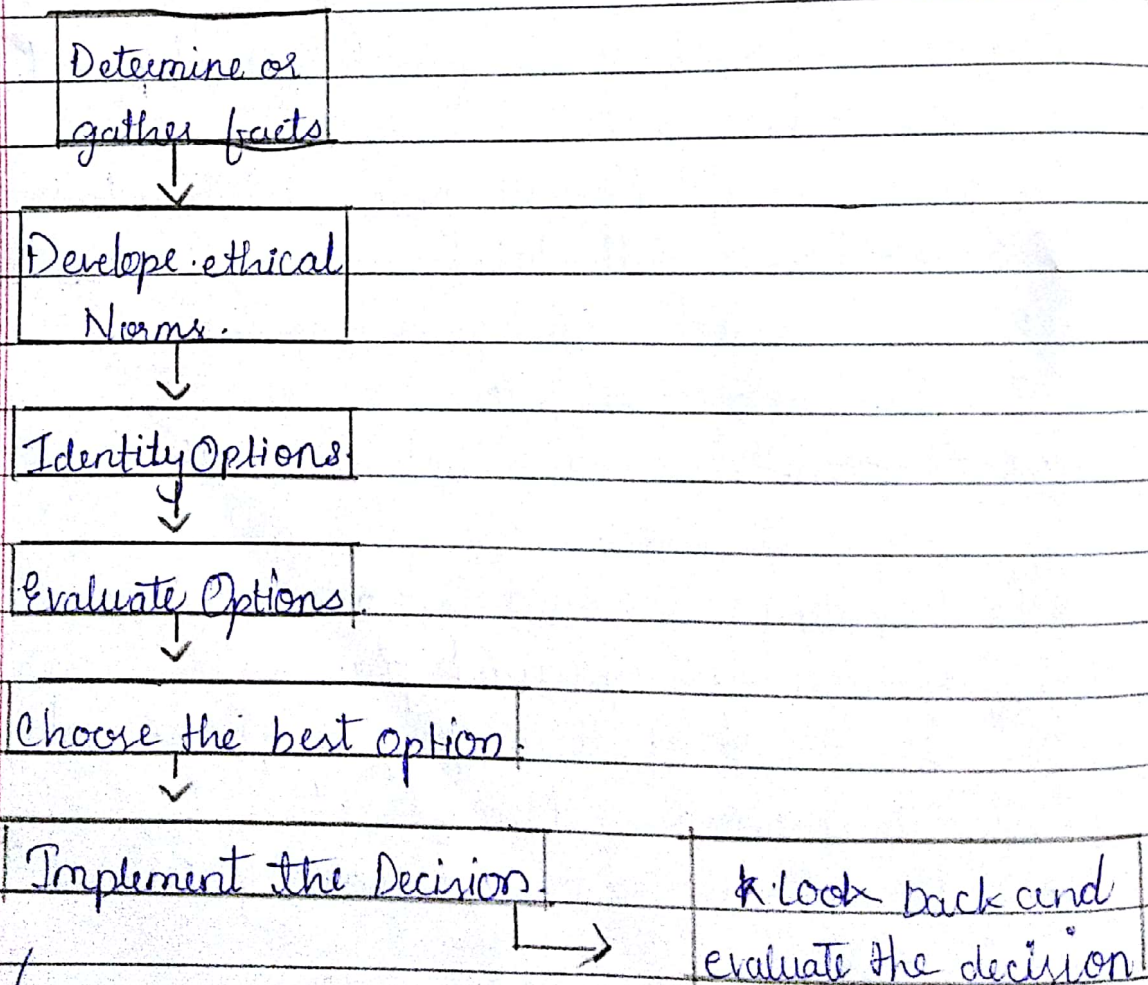 Determine or
gather facts
Develope ethical
Norms.
Identity Options.
Evaluate Options.
Choose the best option.
Implement the Decision.
Look back and
evaluate the decision